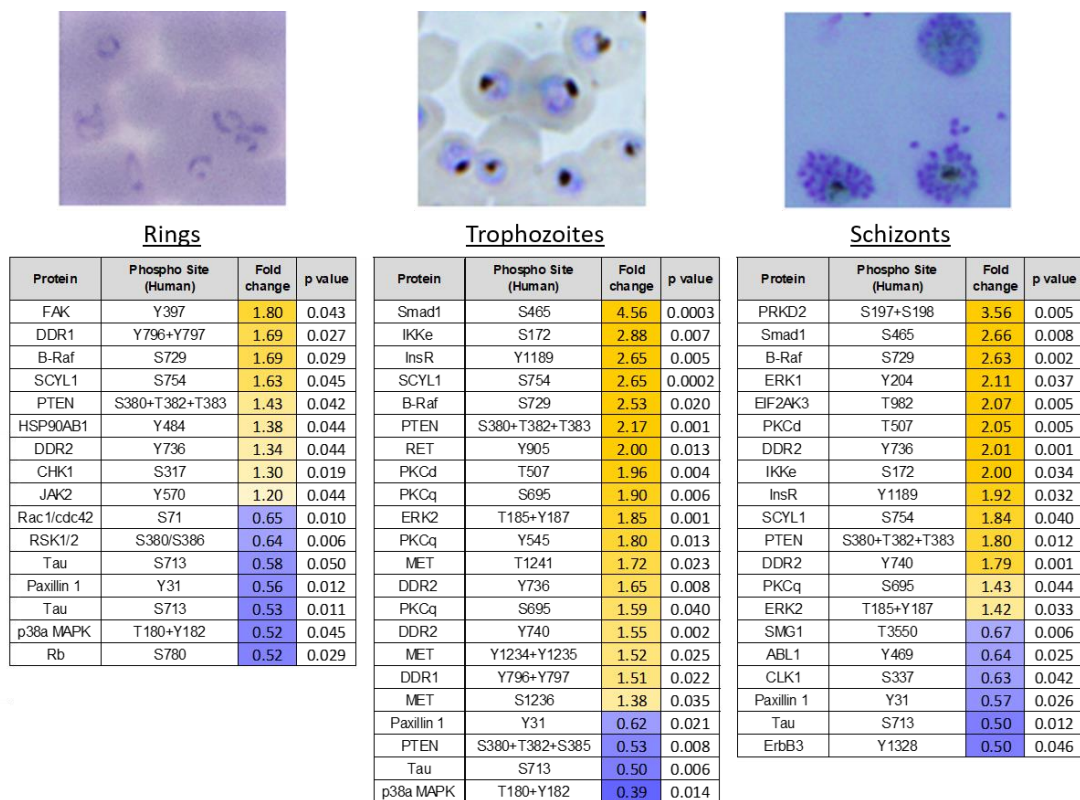 Rings
Protein Phospho Site (Human) Fold change p value
FAK Y397 1.80 0.043
DDR1 Y796+Y797 1.69 0.027
B-Raf S729 1.69 0.029
SCYL1 S754 1.63 0.045
PTEN S380+T382+T383 1.43 0.042
HSP90AB1 Y484 1.38 0.044
DDR2 Y736 1.34 0.044
CHK1 S317 1.30 0.019
JAK2 Y570 1.20 0.044
Rac1/cdc42 S71 0.65 0.010
RSK1/2 S380/S386 0.64 0.006
Tau S713 0.58 0.050
Paxillin 1 Y31 0.56 0.012
Tau S713 0.53 0.011
p38a MAPK T180+Y182 0.52 0.045
Rb S780 0.52 0.029
Trophozoites
Protein Phospho Site (Human) Fold change p value
Smad1 S465 4.56 0.0003
IKKe S172 2.88 0.007
InsR Y1189 2.65 0.005
SCYL1 S754 2.65 0.0002
B-Raf S729 2.53 0.020
PTEN S380+T382+T383 2.17 0.001
RET Y905 2.00 0.013
PKCd T507 1.96 0.004
PKCq S695 1.90 0.006
ERK2 T185+Y187 1.85 0.001
PKCq Y545 1.80 0.013
MET T1241 1.72 0.023
DDR2 Y736 1.65 0.008
PKCq S695 1.59 0.040
DDR2 Y740 1.55 0.002
MET Y1234+Y1235 1.52 0.025
DDR1 Y796+Y797 1.51 0.022
MET S1236 1.38 0.035
Paxillin 1 Y31 0.62 0.021
PTEN S380+T382+S385 0.53 0.008
Tau S713 0.50 0.006
p38a MAPK T180+Y182 0.39 0.014
Schizonts
Protein Phospho Site (Human) Fold change p value
PRKD2 S197+S198 3.56 0.005
Smad1 S465 2.66 0.008
B-Raf S729 2.63 0.002
ERK1 Y204 2.11 0.037
EIF2AK3 T982 2.07 0.005
PKCd T507 2.05 0.005
DDR2 Y736 2.01 0.001
IKKe S172 2.00 0.034
InsR Y1189 1.92 0.032
SCYL1 S754 1.84 0.040
PTEN S380+T382+T383 1.80 0.012
DDR2 Y740 1.79 0.001
PKCq S695 1.43 0.044
ERK2 T185+Y187 1.42 0.033
SMG1 T3550 0.67 0.006
ABL1 Y469 0.64 0.025
CLK1 S337 0.63 0.042
Paxillin 1 Y31 0.57 0.026
Tau S713 0.50 0.012
ErbB3 Y1328 0.50 0.046